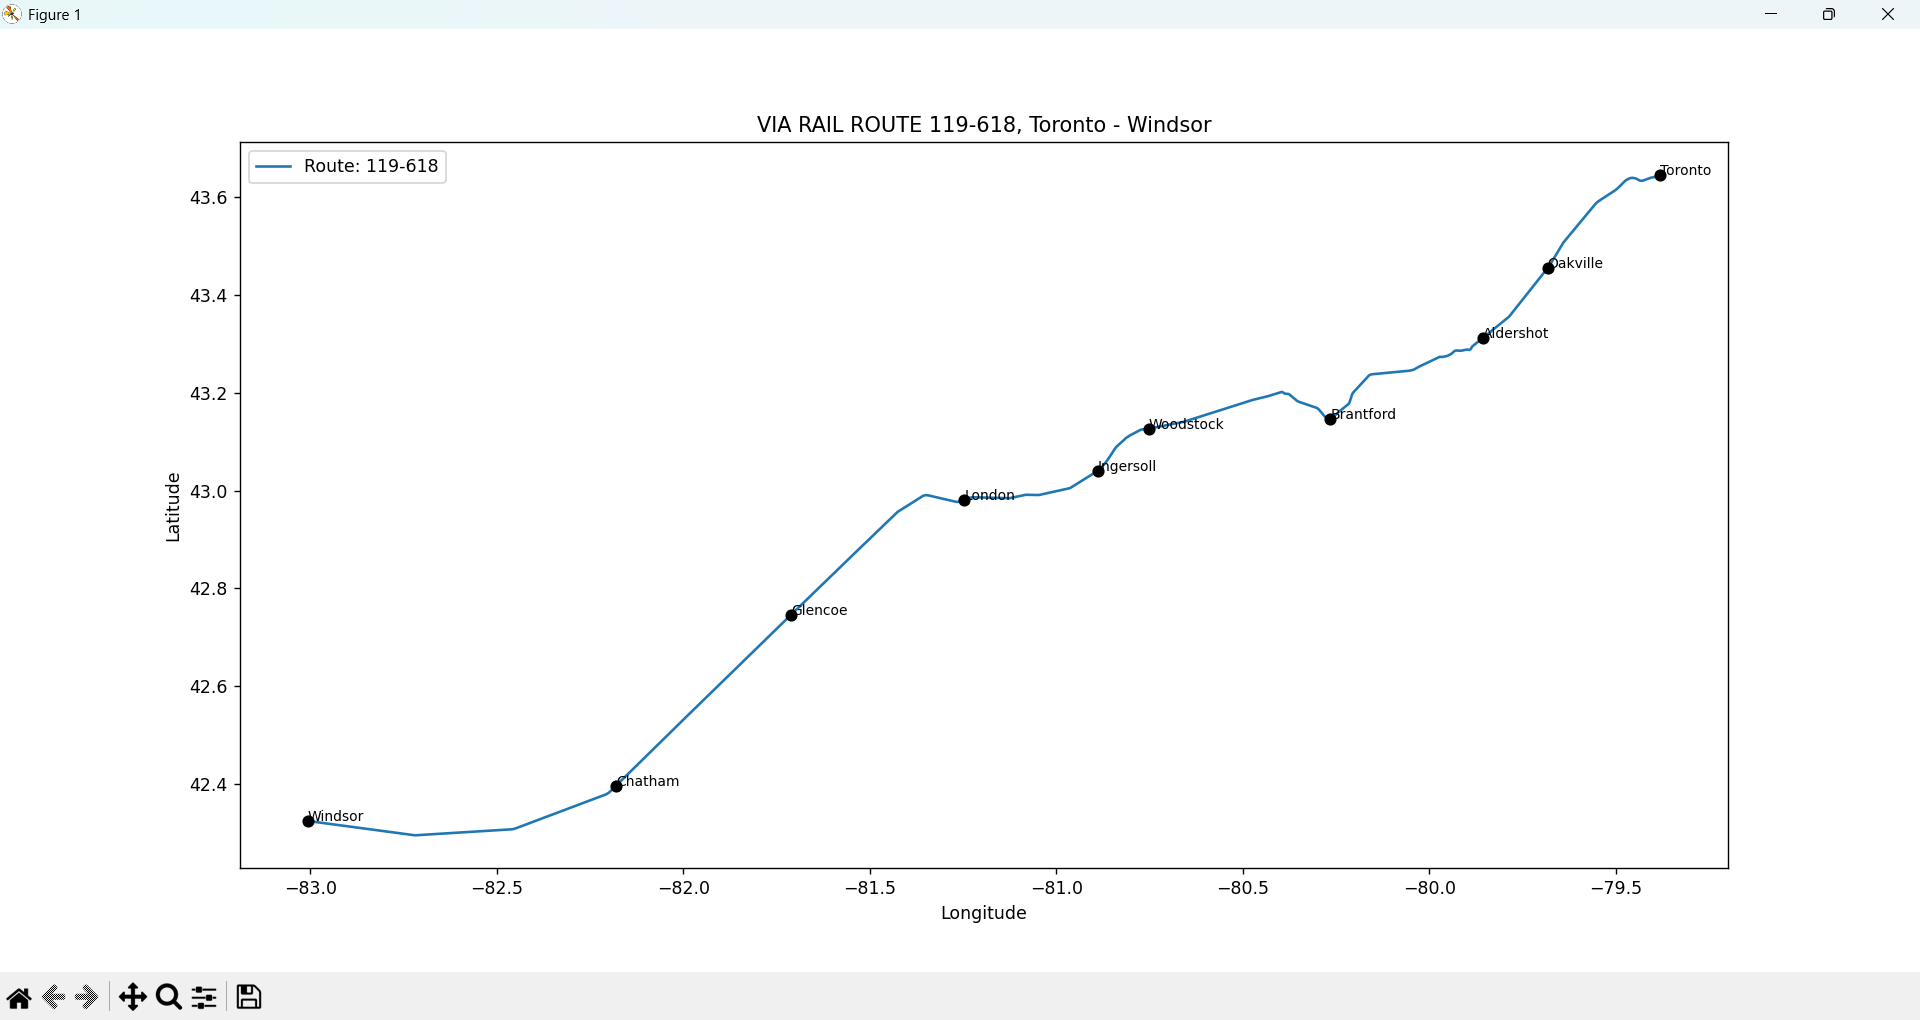 Figure 1
VIA RAIL ROUTE 119-618, Toronto - Windsor
Route: 119-618
Toronto
43.6
Oakville
43.4
Aldershot
43.2
Brantford
Woodstock
Ingersoll
43.0
London
Latitude
42.8
Glencoe
42.6
42.4
Chatham
Windsor
−83.0 −82.5 −82.0 −81.5 −81.0 −80.5 −80.0 −79.5
Longitude